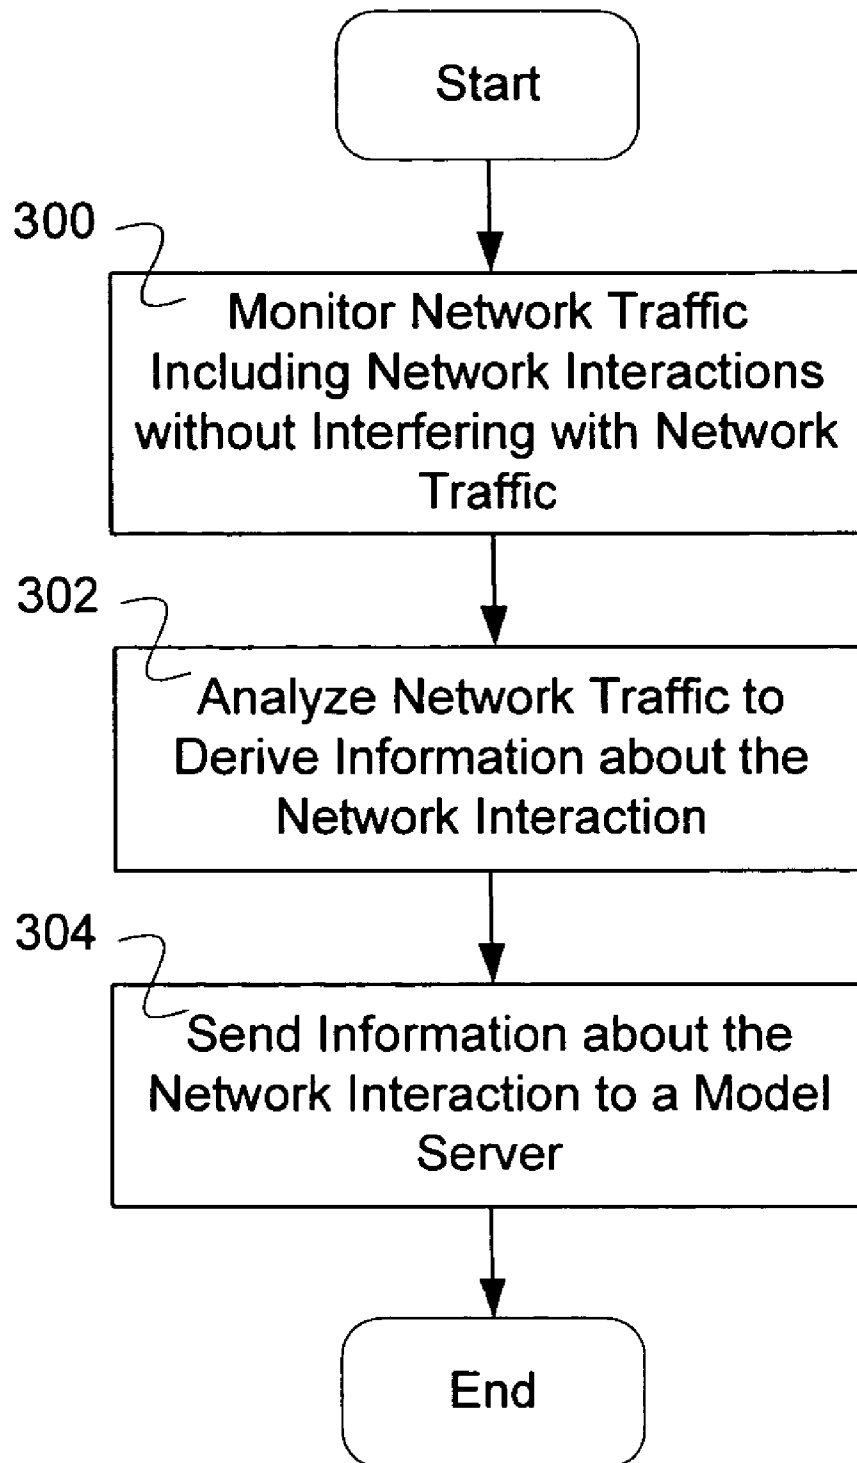 Start
300
Monitor Network Traffic
Including Network Interactions
without Interfering with Network
Traffic
302
Analyze Network Traffic to
Derive Information about the
Network Interaction
304
Send Information about the
Network Interaction to a Model
Server
End